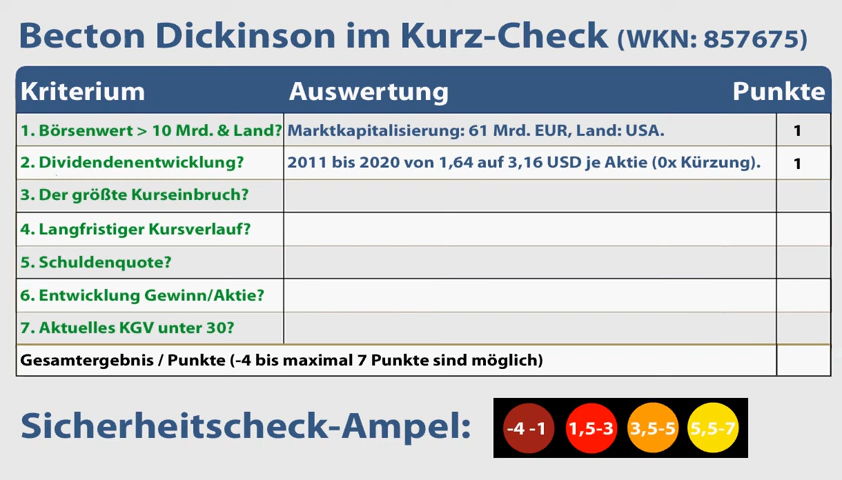 Becton Dickinson im Kurz-Check (WKN: 857675)
Kriterium Auswertung Punkte
1. Börsenwert > 10 Mrd. & Land? Marktkapitalisierung: 61 Mrd. EUR, Land: USA. 1
2. Dividendenentwicklung? 2011 bis 2020 von 1,64 auf 3,16 USD je Aktie (0x Kürzung). 1
3. Der größte Kurseinbruch?
4. Langfristiger Kursverlauf?
5. Schuldenquote?
6. Entwicklung Gewinn/Aktie?
7. Aktuelles KGV unter 30?
Gesamtergebnis / Punkte (-4 bis maximal 7 Punkte sind möglich)
Sicherheitscheck-Ampel: -4 -1 1,5-3 3,5-5 5,5-7